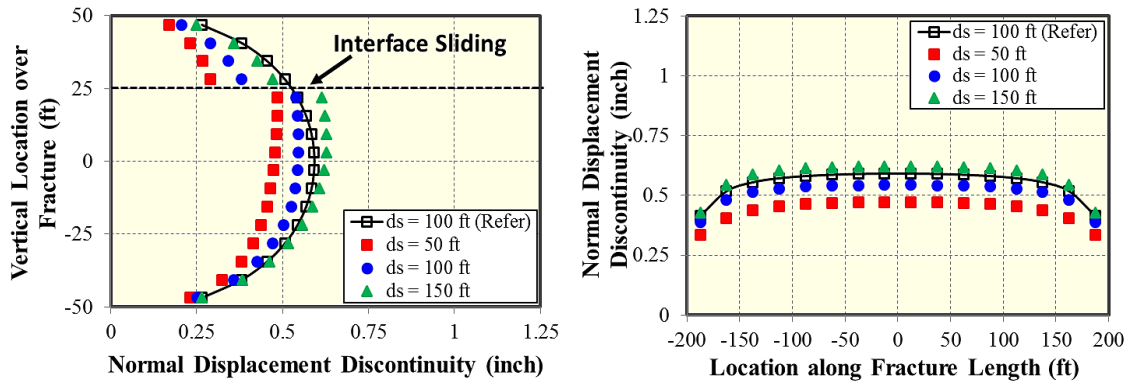 50
25
0
-25
-50
Vertical Location over
Fracture (ft)
Interface Sliding
ds = 100 ft (Refer)
ds = 50 ft
ds = 100 ft
ds = 150 ft
0
0.25
0.5
0.75
1
1.25
Normal Displacement Discontinuity (inch)
1.25
1
0.75
0.5
0.25
0
Normal Displacement
Discontinuity (inch)
ds = 100 ft (Refer)
ds = 50 ft
ds = 100 ft
ds = 150 ft
-200
-150
-100
-50
0
50
100
150
200
Location along Fracture Length (ft)